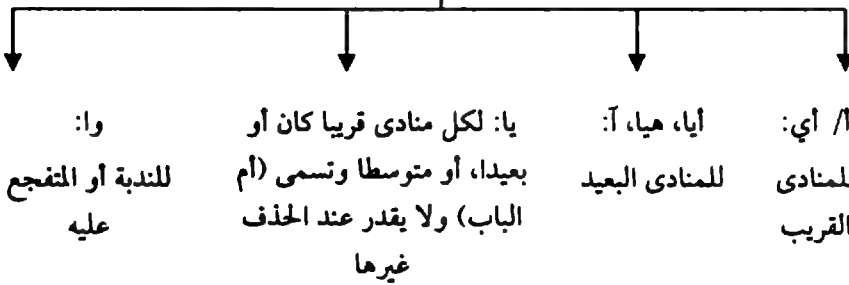 أ/ أي:
للمنادى
القريب
أيا، هيا، آ:
للمنادى البعيد
يا: لكل منادى قريبا كان أو
بعيدا، أو متوسطا وتسمى (أم
الباب) ولا يقدر عند الحذف
غيرها
وا:
للندبة أو المتفجع
عليه